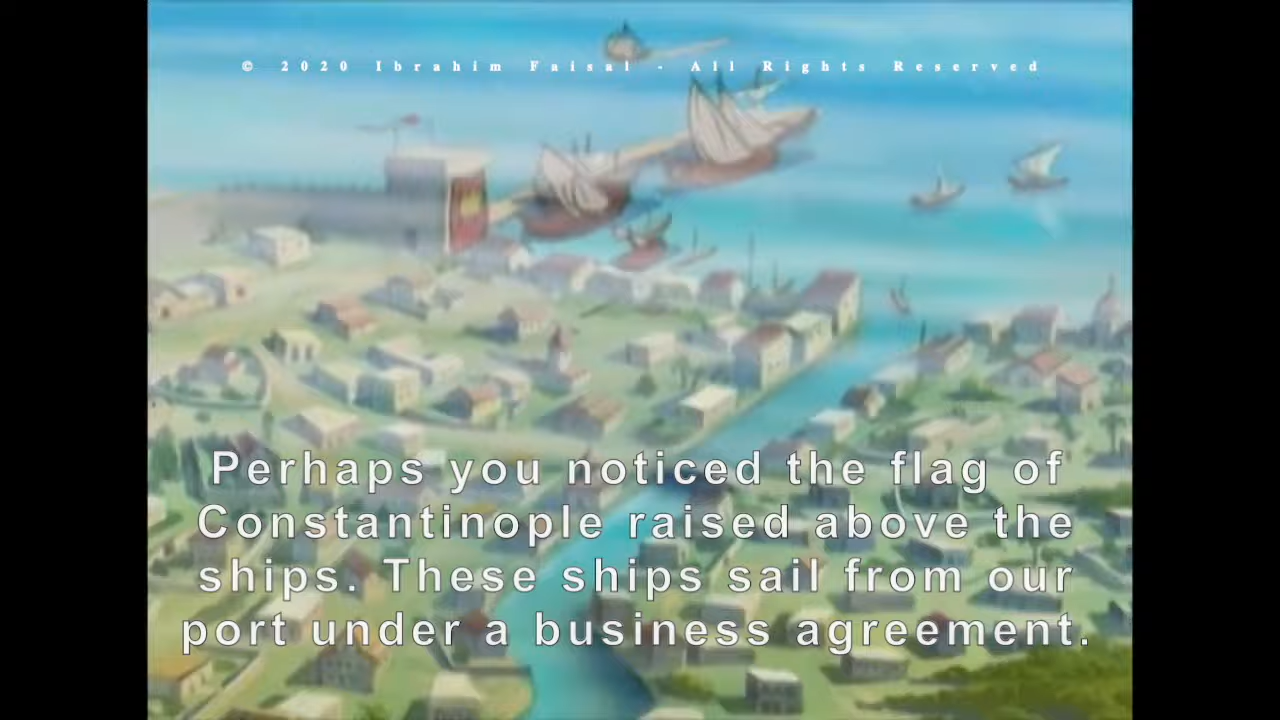 © 2020 Ibrahim Faisal - All Rights Reserved
Perhaps you noticed the flag of
Constantinople raised above the
ships. These ships sail from our
port under a business agreement.